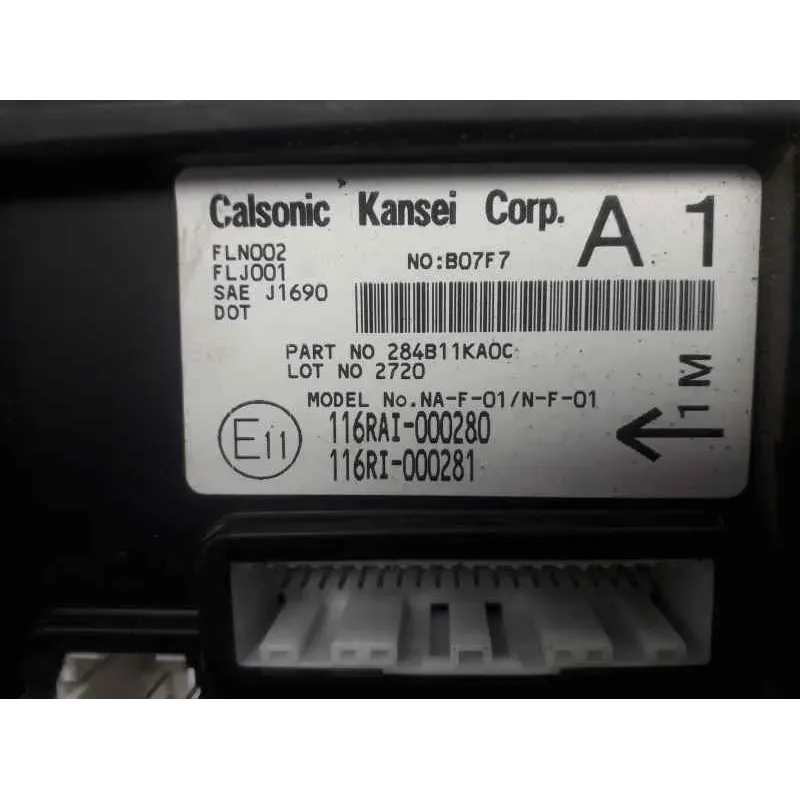 Calsonic Kansei Corp. A 1
FLN002
FLJ001
NO:B07F7
SAE J1690
DOT
PART NO 284B11KA0C
LOT NO 2720
MODEL No.NA-F-01/N-F-01
E11
116RAI-000280
116RI-000281
1M